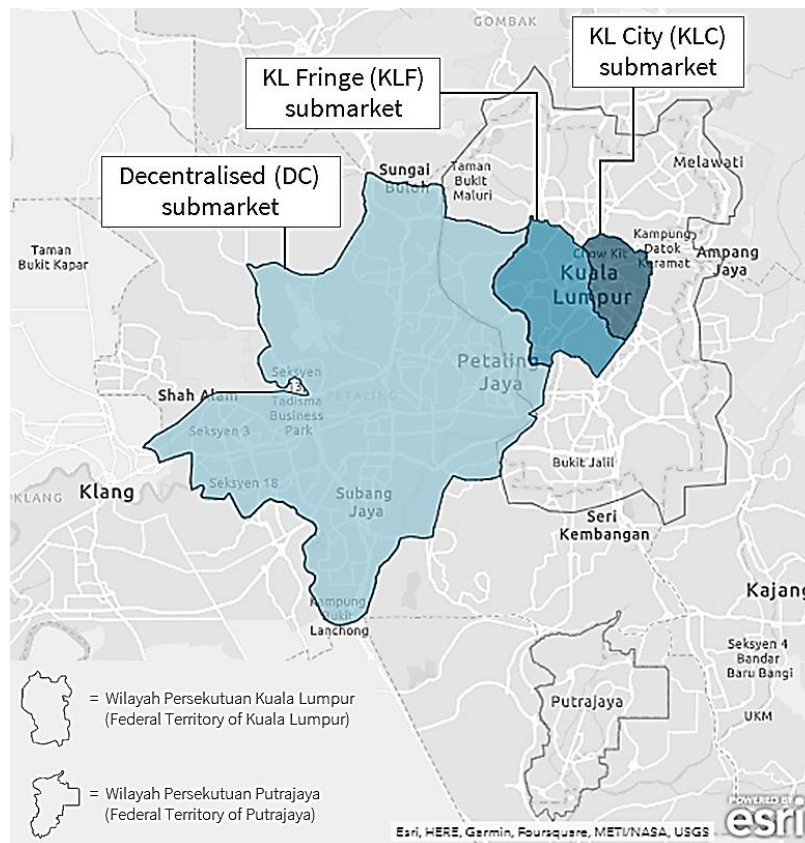 GOMBAK
KL City (KLC)
submarket
KL Fringe (KLF)
submarket
Decentralised (DC)
submarket
Sungai
Buloh
Taman
Bukit
Maluri
Melawati
Kampung
Datok
Keramat
Ampang
Jaya
Chow Kit
Kuala
Lumpur
Taman
Bukit Kapar
Petaling
Jaya
PETALING
Seksyen
13
Tadisma
Business
Park
Shah Alam
Seksyen 3
Seksyen 18
Klang
KLANG
Subang
Jaya
Bukit Jalil
Seri
Kembangan
Kampung
Bukit
Lanchong
Kajang
Seksyen 4
Bandar
Baru Bangi
UKM
Putrajaya
= Wilayah Persekutuan Kuala Lumpur
(Federal Territory of Kuala Lumpur)
= Wilayah Persekutuan Putrajaya
(Federal Territory of Putrajaya)
POWERED BY
esri
Esri, HERE, Garmin, Foursquare, METI/NASA, USGS